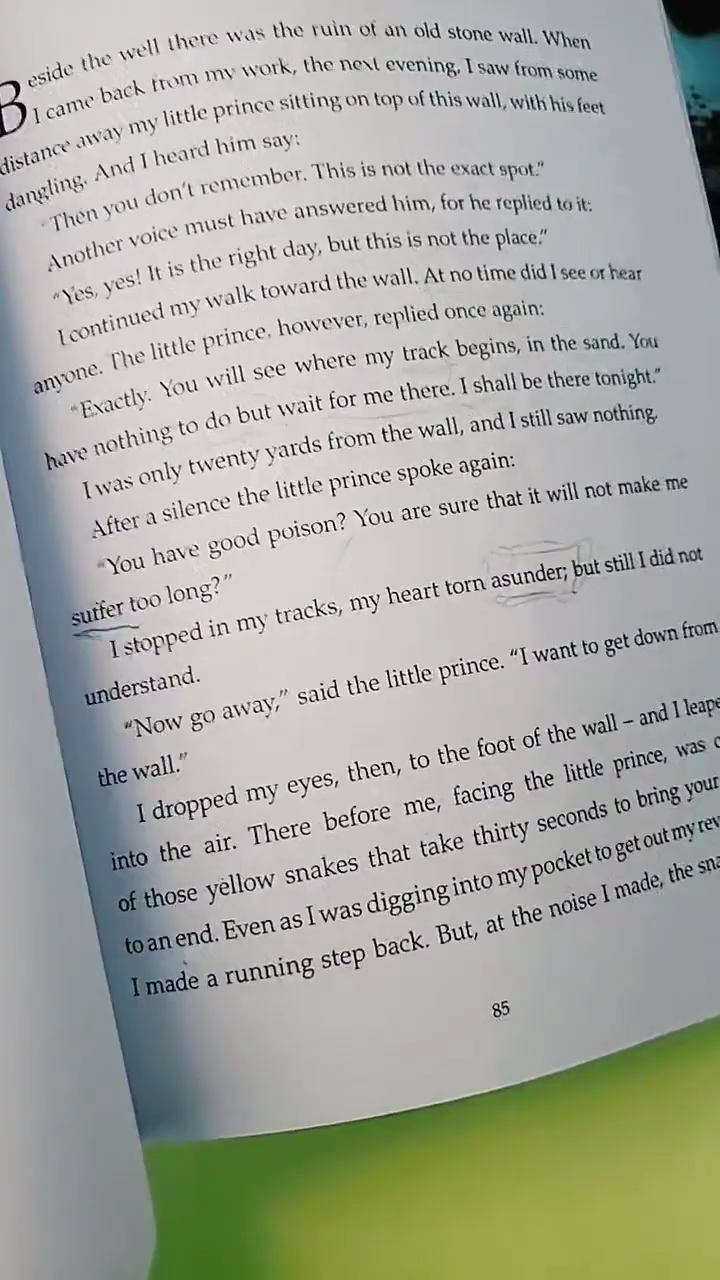 Beside the well there was the ruin of an old stone wall. When
I came back from my work, the next evening, I saw from some
distance away my little prince sitting on top of this wall, with his feet
dangling. And I heard him say:
"Then you don't remember. This is not the exact spot."
Another voice must have answered him, for he replied to it:
"Yes, yes! It is the right day, but this is not the place."
I continued my walk toward the wall. At no time did I see or hear
anyone. The little prince, however, replied once again:
"Exactly. You will see where my track begins, in the sand. You
have nothing to do but wait for me there. I shall be there tonight."
I was only twenty yards from the wall, and I still saw nothing.
After a silence the little prince spoke again:
"You have good poison? You are sure that it will not make me
suffer too long?"
I stopped in my tracks, my heart torn asunder; but still I did not
understand.
"Now go away," said the little prince. "I want to get down from
the wall."
I dropped my eyes, then, to the foot of the wall – and I
into the air. There before me, facing the little prince, was
of those yellow snakes that take thirty seconds to bring your
to an end. Even as I was digging into my pocket to get out my
I made a running step back. But, at the noise I made, the
85